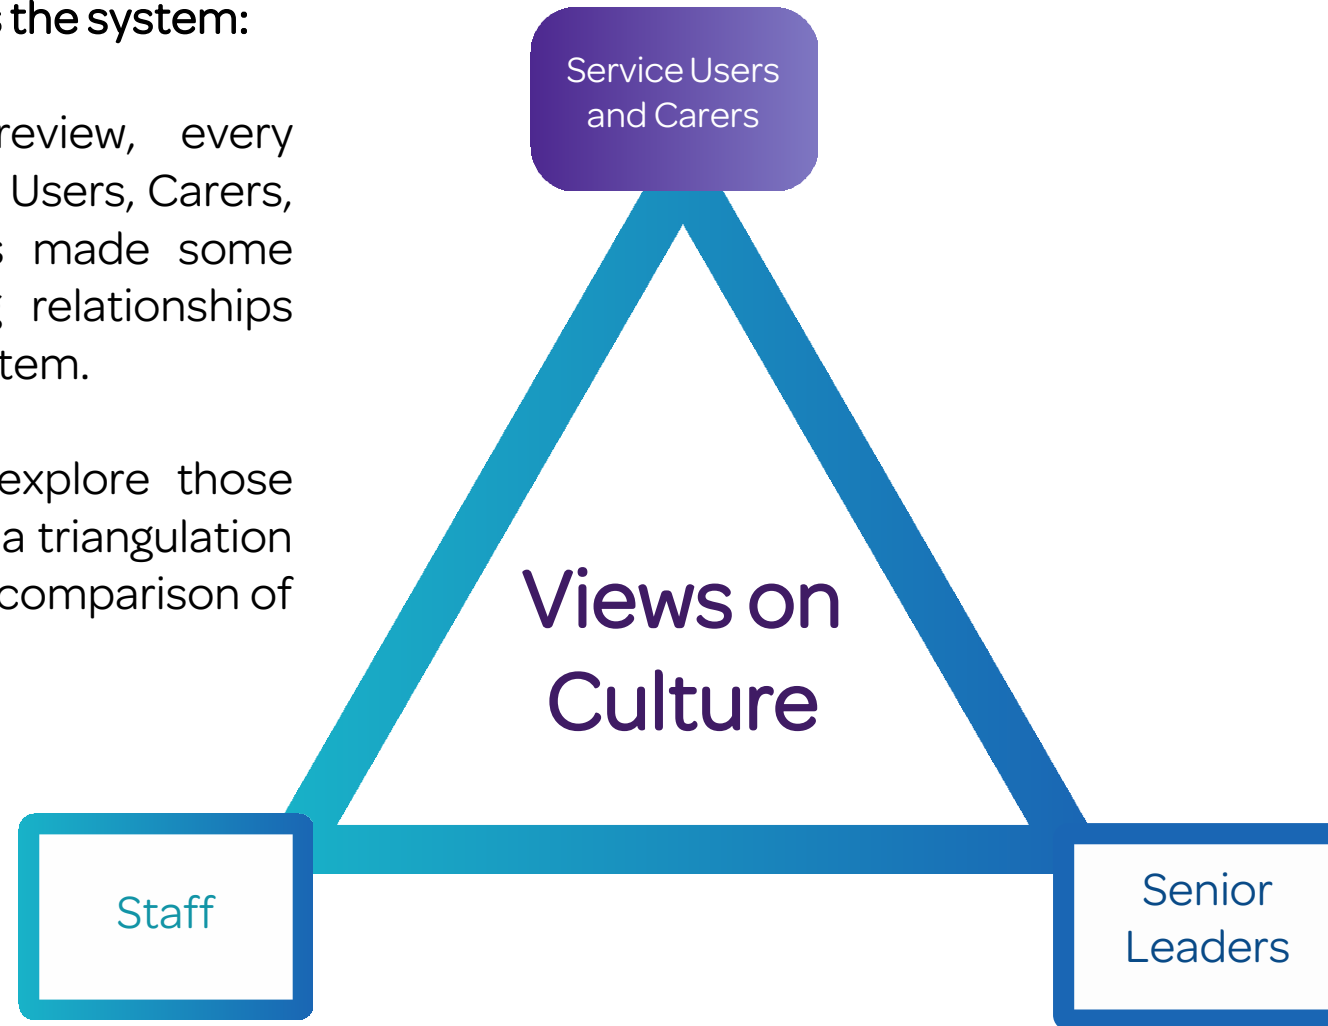 the system:
review, every
Users, Carers,
made some
relationships
a triangulation
explore those
comparison of
Service Users
and Carers
Views on
Culture
Staff
Senior
Leaders